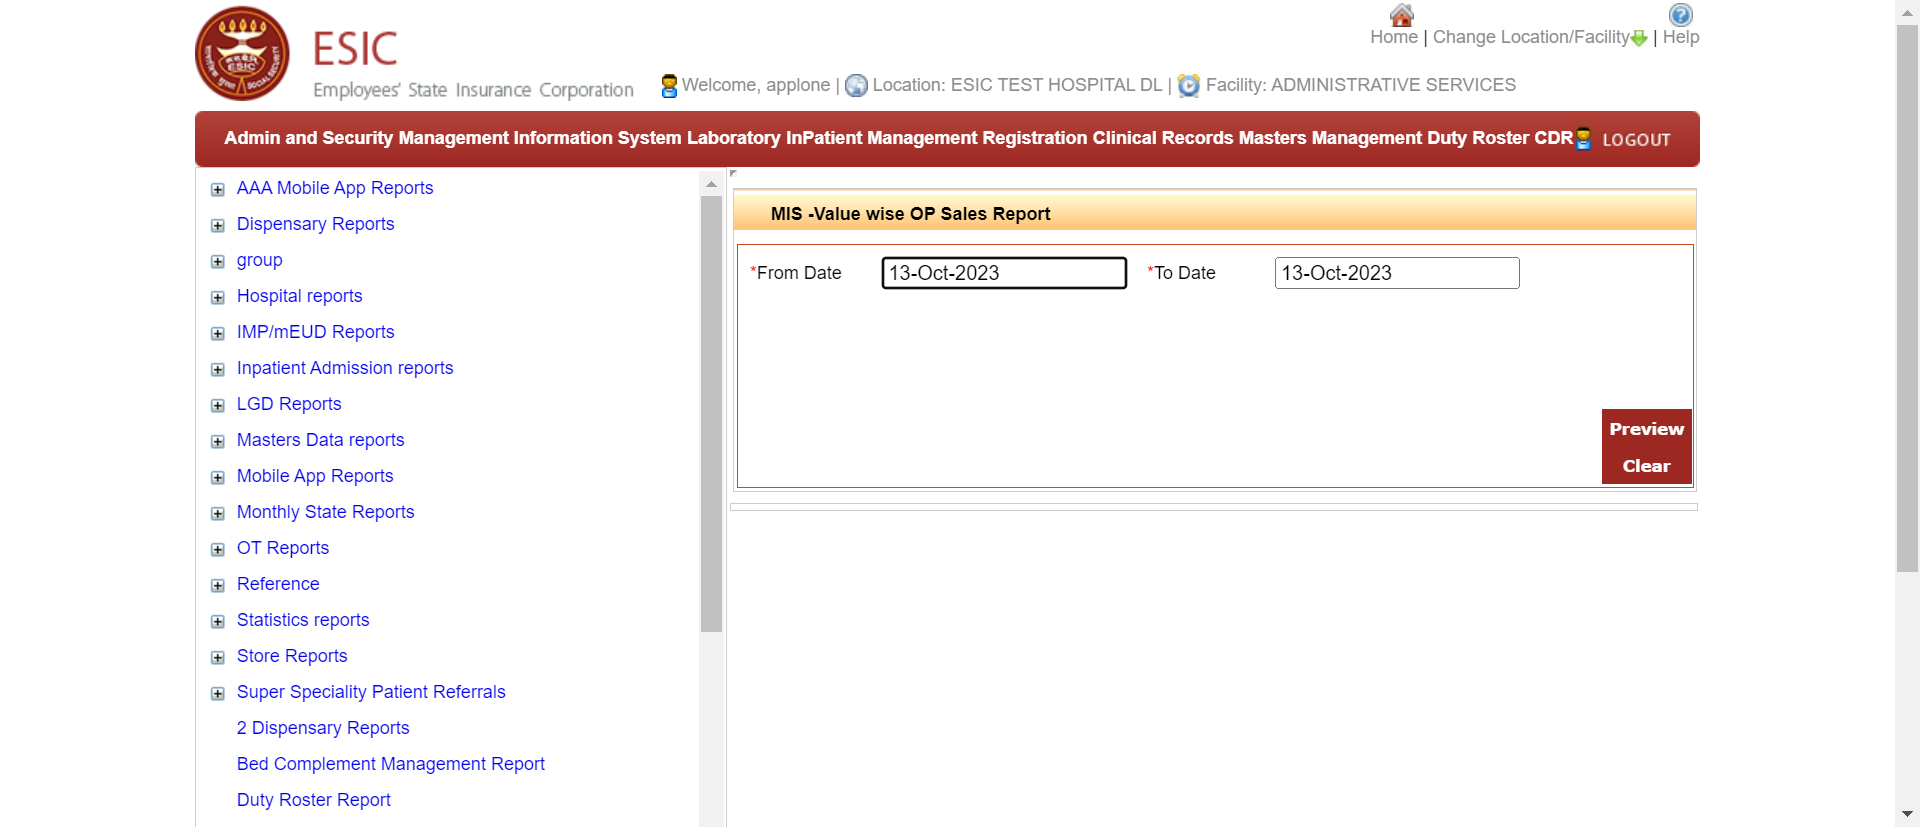 Home | Change Location/Facility | Help
ESIC
Employees' State Insurance Corporation
Welcome, applone | Location: ESIC TEST HOSPITAL DL | Facility: ADMINISTRATIVE SERVICES
Admin and Security Management Information System Laboratory InPatient Management Registration Clinical Records Masters Management Duty Roster CDR LOGOUT
AAA Mobile App Reports
Dispensary Reports
group
Hospital reports
IMP/mEUD Reports
Inpatient Admission reports
LGD Reports
Masters Data reports
Mobile App Reports
Monthly State Reports
OT Reports
Reference
Statistics reports
Store Reports
Super Speciality Patient Referrals
2 Dispensary Reports
Bed Complement Management Report
Duty Roster Report
MIS -Value wise OP Sales Report
*From Date 13-Oct-2023 *To Date 13-Oct-2023
Preview
Clear